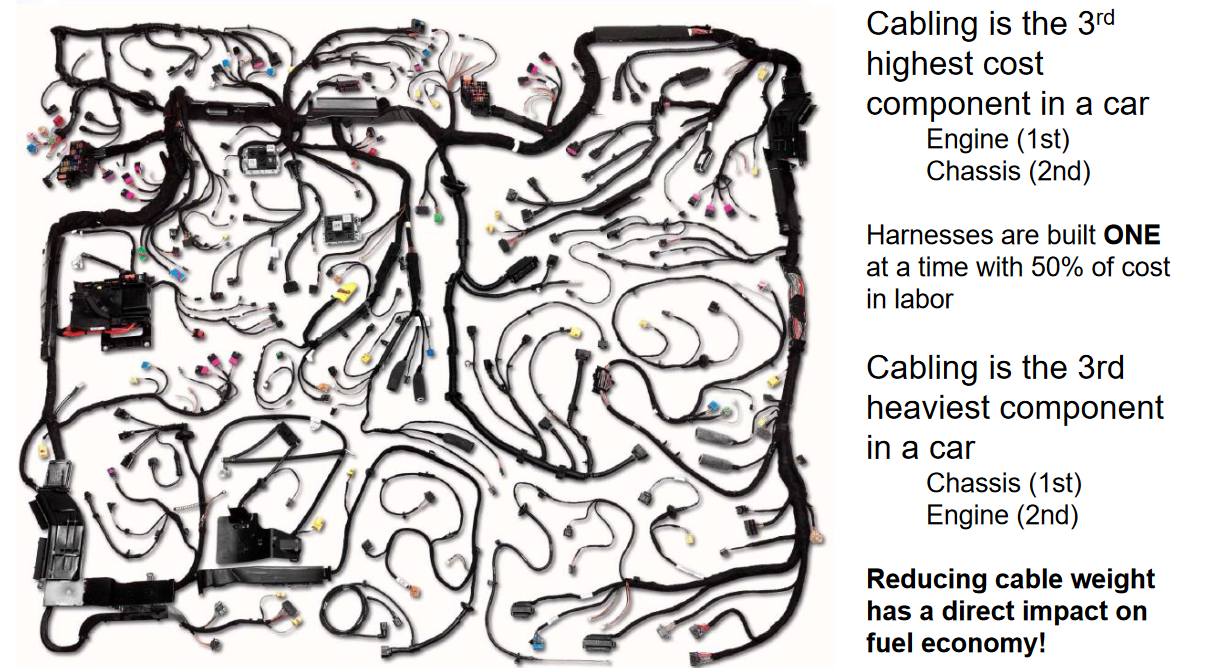 Cabling is the 3rd
highest cost
component in a car
Engine (1st)
Chassis (2nd)
Harnesses are built ONE
at a time with 50% of cost
in labor
Cabling is the 3rd
heaviest component
in a car
Chassis (1st)
Engine (2nd)
Reducing cable weight
has a direct impact on
fuel economy!